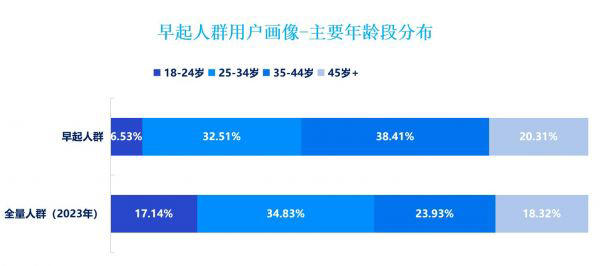 早起人群用户画像-主要年龄段分布
18-24岁 25-34岁 35-44岁 45岁+
早起人群 6.53% 32.51% 38.41% 20.31%
全量人群（2023年） 17.14% 34.83% 23.93% 18.32%